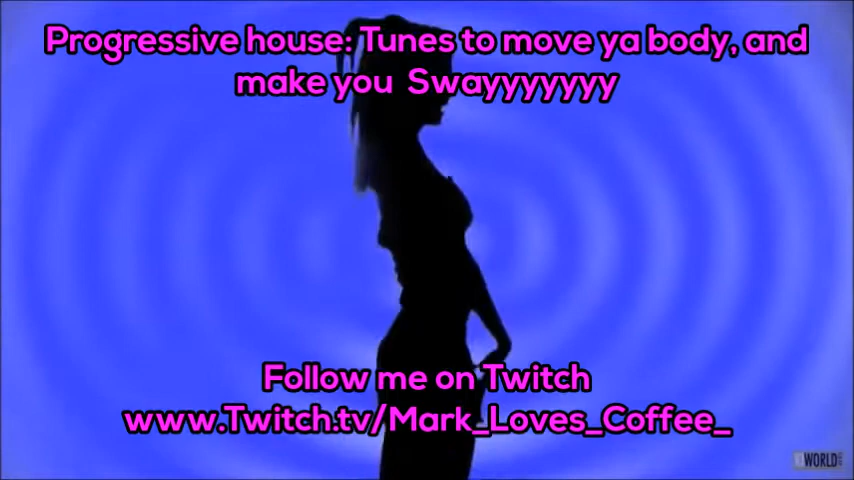 Progressive house: Tunes to move ya body, and
make you Swayyyyyyy
Follow me on Twitch
www.Twitch.tv/Mark_Loves_Coffee_
WORLD